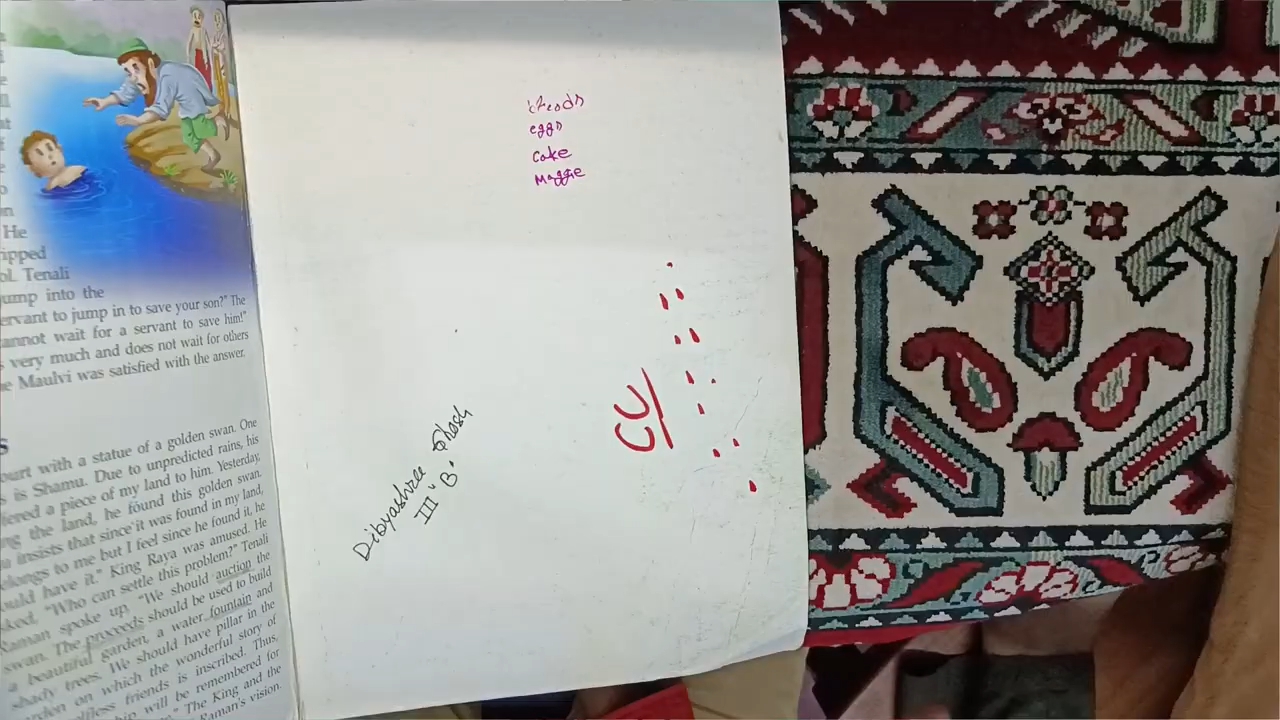 He
ripped
ol. Tenali
ump into the
ervant to jump in to save your son?" The
annot wait for a servant to save him!"
very much and does not wait for others
e Maulvi was satisfied with the answer.
ourt with a statue of a golden swan. One
s is Shamu. Due to unpredicted rains, his
fered a piece of my land to him. Yesterday,
ng the land, he found this golden swan.
insists that since it was found in my land,
elongs to me but I feel since he found it, he
ould have it." King Raya was amused. He
ked, "Who can settle this problem?" Tenali
Raman spoke up, "We should auction the
swan. The proceeds should be used to build
a beautiful garden, a water fountain and
shady trees. We should have pillar in the
arden on which the wonderful story of
selfless friends is inscribed. Thus,
ship will be remembered for
" The King and the
Raman's vision.
eggs
Cake
Maggie
Dibyashree Ghosh
III "B"